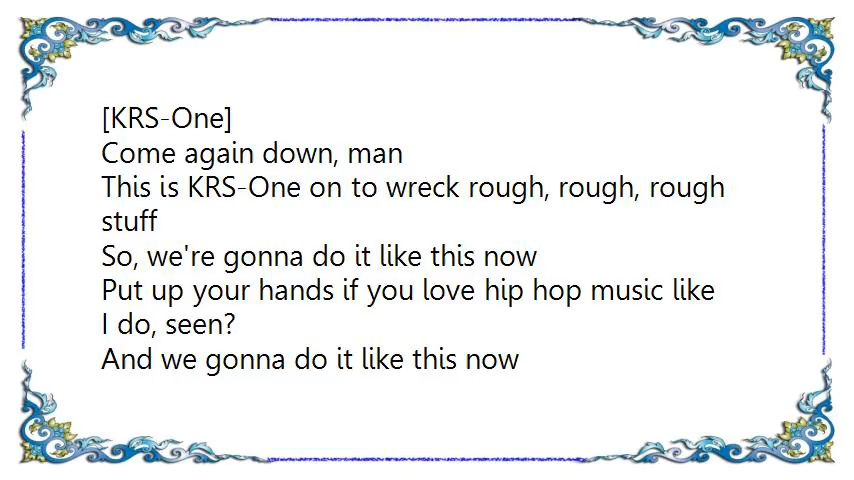 [KRS-One]
Come again down, man
This is KRS-One on to wreck rough, rough, rough
stuff
So, we're gonna do it like this now
Put up your hands if you love hip hop music like
I do, seen?
And we gonna do it like this now